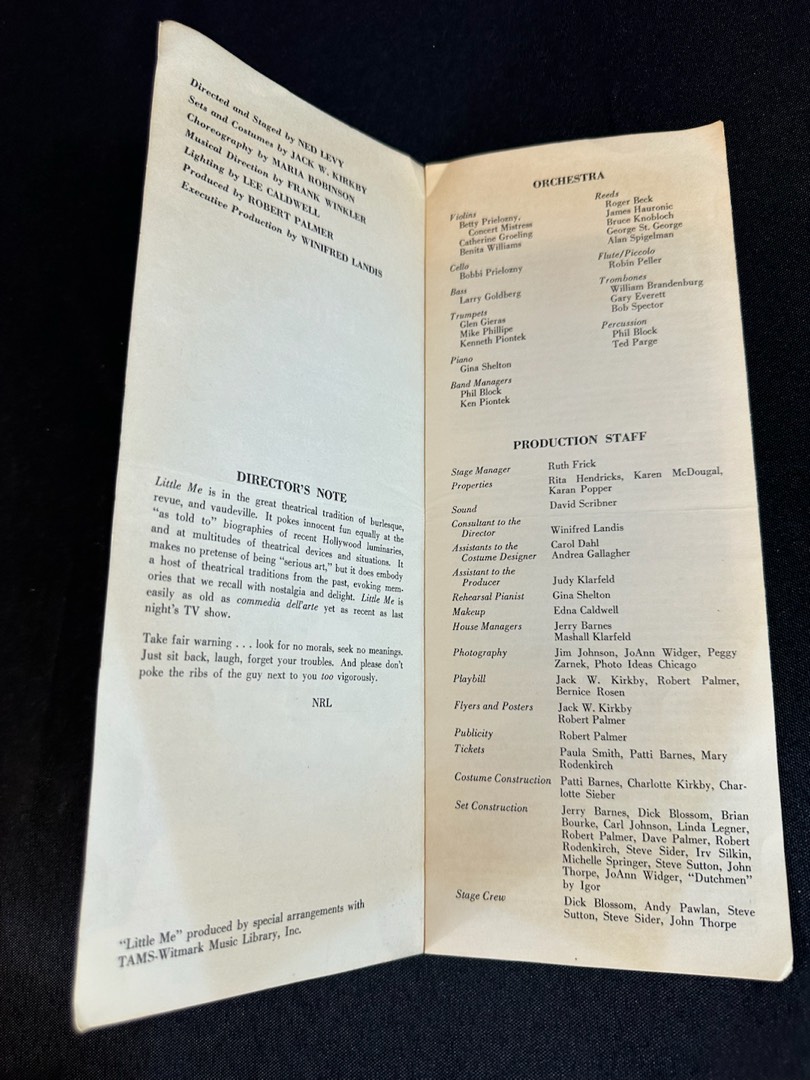 Directed and Staged by NED LEVY
Sets and Costumes by JACK W. KIRKBY
Choreography by MARIA ROBINSON
Musical Direction by FRANK WINKLER
Lighting by LEE CALDWELL
Produced by ROBERT PALMER
Executive Production by WINIFRED LANDIS
DIRECTOR'S NOTE
Little Me is in the great theatrical tradition of burlesque,
revue, and vaudeville. It pokes innocent fun equally at the
"as told to" biographies of recent Hollywood luminaries,
and at multitudes of theatrical devices and situations. It
makes no pretense of being "serious art," but it does embody
a host of theatrical traditions from the past, evoking mem-
ories that we recall with nostalgia and delight. Little Me is
easily as old as commedia dell'arte yet as recent as last
night's TV show.
Take fair warning . . . look for no morals, seek no meanings.
Just sit back, laugh, forget your troubles. And please don't
poke the ribs of the guy next to you too vigorously.
NRL
"Little Me" produced by special arrangements with
TAMS-Witmark Music Library, Inc.
ORCHESTRA
Violins
Betty Prielozny,
Concert Mistress
Catherine Groeling
Benita Williams
Cello
Bobbi Prielozny
Bass
Larry Goldberg
Trumpets
Glen Gieras
Mike Phillipe
Kenneth Piontek
Piano
Gina Shelton
Band Managers
Phil Block
Ken Piontek
Reeds
Roger Beck
James Hauronic
Bruce Knobloch
George St. George
Alan Spigelman
Flute/Piccolo
Robin Peller
Trombones
William Brandenburg
Gary Everett
Bob Spector
Percussion
Phil Block
Ted Parge
PRODUCTION STAFF
Stage Manager Ruth Frick
Properties Rita Hendricks, Karen McDougal,
Karan Popper
Sound David Scribner
Consultant to the
Director Winifred Landis
Assistants to the Carol Dahl
Costume Designer Andrea Gallagher
Assistant to the
Producer Judy Klarfeld
Rehearsal Pianist Gina Shelton
Makeup Edna Caldwell
House Managers Jerry Barnes
Mashall Klarfeld
Photography Jim Johnson, JoAnn Widger, Peggy
Zarnek, Photo Ideas Chicago
Playbill Jack W. Kirkby, Robert Palmer,
Bernice Rosen
Flyers and Posters Jack W. Kirkby
Robert Palmer
Publicity Robert Palmer
Tickets Paula Smith, Patti Barnes, Mary
Rodenkirch
Costume Construction Patti Barnes, Charlotte Kirkby, Char-
lotte Sieber
Set Construction Jerry Barnes, Dick Blossom, Brian
Bourke, Carl Johnson, Linda Legner,
Robert Palmer, Dave Palmer, Robert
Rodenkirch, Steve Sider, Irv Silkin,
Michelle Springer, Steve Sutton, John
Thorpe, JoAnn Widger, "Dutchmen"
by Igor
Stage Crew Dick Blossom, Andy Pawlan, Steve
Sutton, Steve Sider, John Thorpe